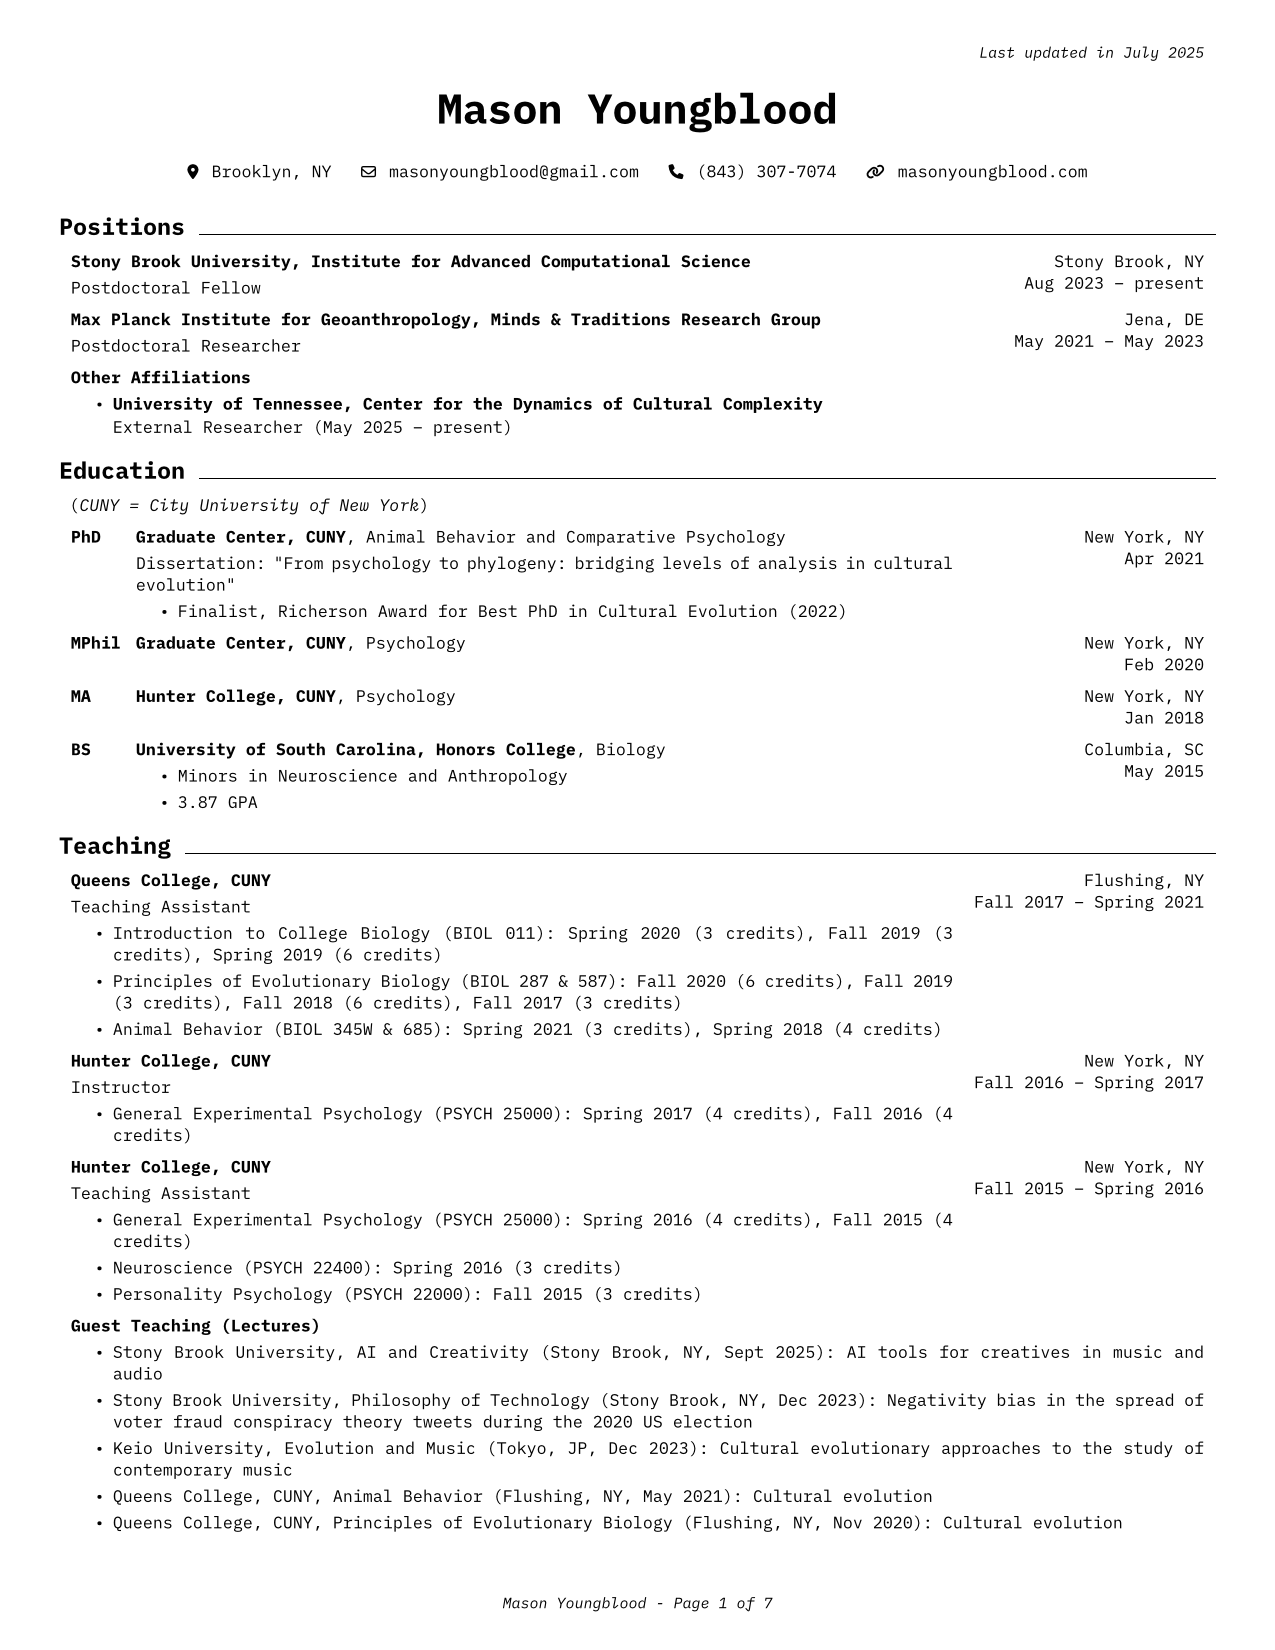 Last updated in July 2025
Mason Youngblood
Brooklyn, NY masonyoungblood@gmail.com (843) 307-7074 masonyoungblood.com
Positions
Stony Brook University, Institute for Advanced Computational Science Stony Brook, NY
Postdoctoral Fellow Aug 2023 – present
Max Planck Institute for Geoanthropology, Minds & Traditions Research Group Jena, DE
Postdoctoral Researcher May 2021 – May 2023
Other Affiliations
• University of Tennessee, Center for the Dynamics of Cultural Complexity
External Researcher (May 2025 – present)
Education
(CUNY = City University of New York)
PhD Graduate Center, CUNY, Animal Behavior and Comparative Psychology New York, NY
Apr 2021
Dissertation: "From psychology to phylogeny: bridging levels of analysis in cultural
evolution"
• Finalist, Richerson Award for Best PhD in Cultural Evolution (2022)
MPhil Graduate Center, CUNY, Psychology New York, NY
Feb 2020
MA Hunter College, CUNY, Psychology New York, NY
Jan 2018
BS University of South Carolina, Honors College, Biology Columbia, SC
May 2015
• Minors in Neuroscience and Anthropology
• 3.87 GPA
Teaching
Queens College, CUNY Flushing, NY
Teaching Assistant Fall 2017 – Spring 2021
• Introduction to College Biology (BIOL 011): Spring 2020 (3 credits), Fall 2019 (3
credits), Spring 2019 (6 credits)
• Principles of Evolutionary Biology (BIOL 287 & 587): Fall 2020 (6 credits), Fall 2019
(3 credits), Fall 2018 (6 credits), Fall 2017 (3 credits)
• Animal Behavior (BIOL 345W & 685): Spring 2021 (3 credits), Spring 2018 (4 credits)
Hunter College, CUNY New York, NY
Instructor Fall 2016 – Spring 2017
• General Experimental Psychology (PSYCH 25000): Spring 2017 (4 credits), Fall 2016 (4
credits)
Hunter College, CUNY New York, NY
Teaching Assistant Fall 2015 – Spring 2016
• General Experimental Psychology (PSYCH 25000): Spring 2016 (4 credits), Fall 2015 (4
credits)
• Neuroscience (PSYCH 22400): Spring 2016 (3 credits)
• Personality Psychology (PSYCH 22000): Fall 2015 (3 credits)
Guest Teaching (Lectures)
• Stony Brook University, AI and Creativity (Stony Brook, NY, Sept 2025): AI tools for creatives in music and
audio
• Stony Brook University, Philosophy of Technology (Stony Brook, NY, Dec 2023): Negativity bias in the spread of
voter fraud conspiracy theory tweets during the 2020 US election
• Keio University, Evolution and Music (Tokyo, JP, Dec 2023): Cultural evolutionary approaches to the study of
contemporary music
• Queens College, CUNY, Animal Behavior (Flushing, NY, May 2021): Cultural evolution
• Queens College, CUNY, Principles of Evolutionary Biology (Flushing, NY, Nov 2020): Cultural evolution
Mason Youngblood - Page 1 of 7